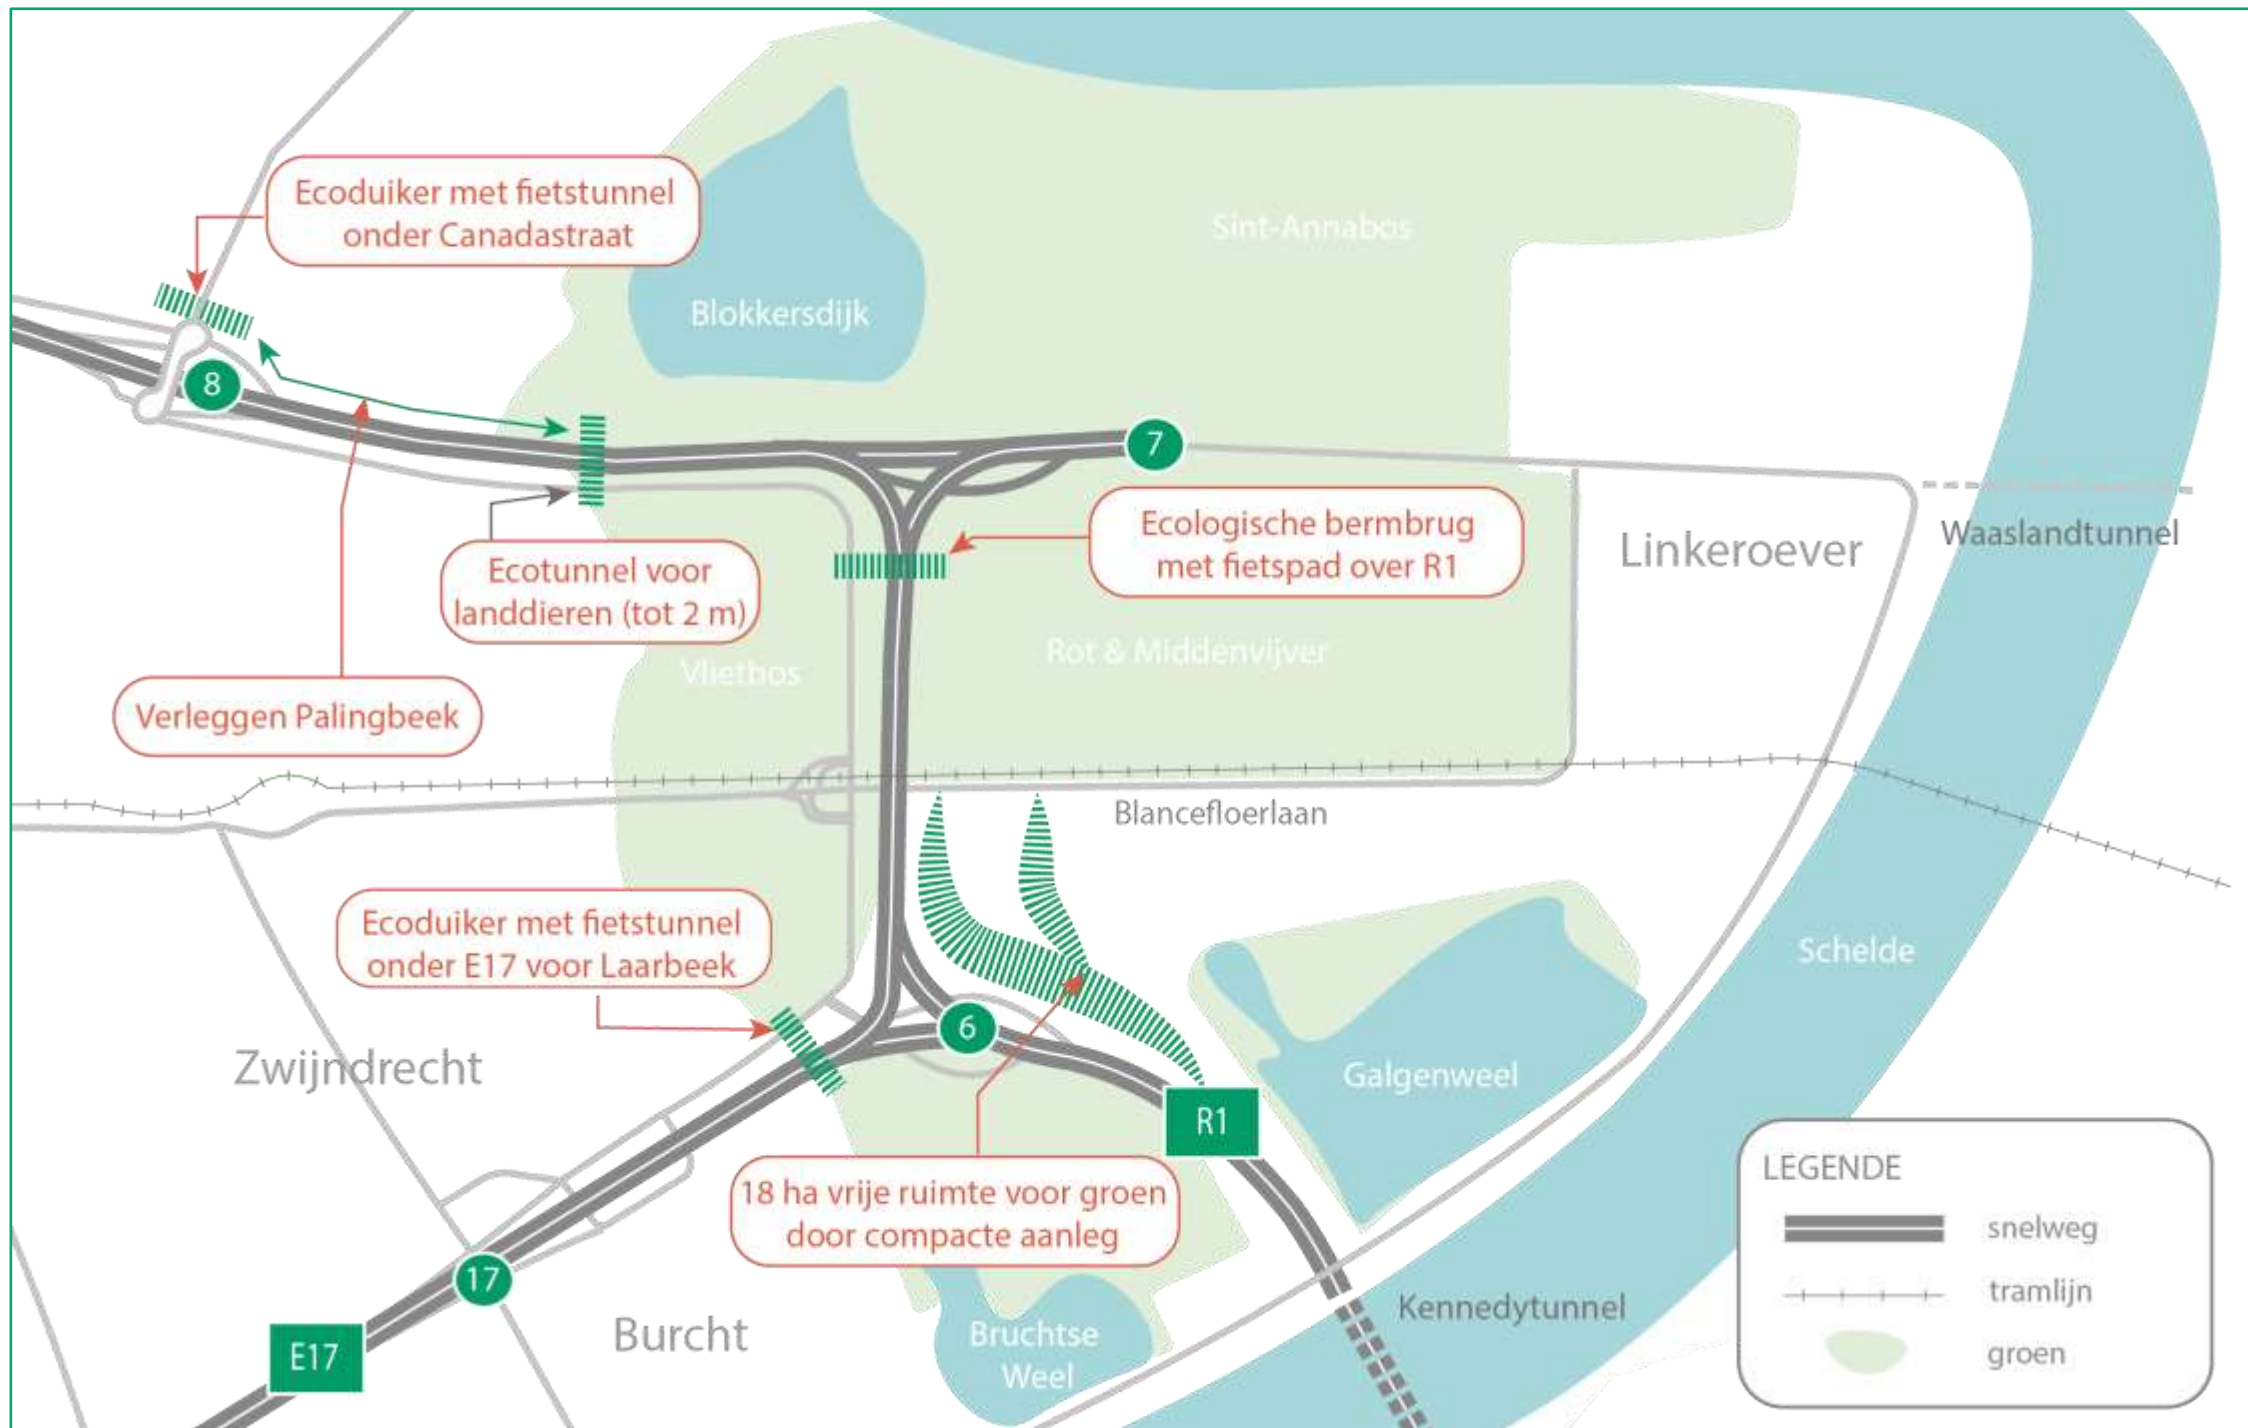 Ecoduiker met fietstunnel
onder Canadastraat
Sint-Annabos
Blokkersdijk
8
7
Ecologische bermbrug
met fietspad over R1
Linkeroever
Waaslandtunnel
Ecotunnel voor
landdieren (tot 2 m)
Vlietbos
Rot & Middenvijver
Verleggen Palingbeek
Blancefloerlaan
Ecoduiker met fietstunnel
onder E17 voor Laarbeek
Schelde
6
Zwijndrecht
Galgenweel
R1
18 ha vrije ruimte voor groen
door compacte aanleg
17
E17
Burcht
Bruchtse
Weel
Kennedytunnel
LEGENDE
snelweg
tramlijn
groen